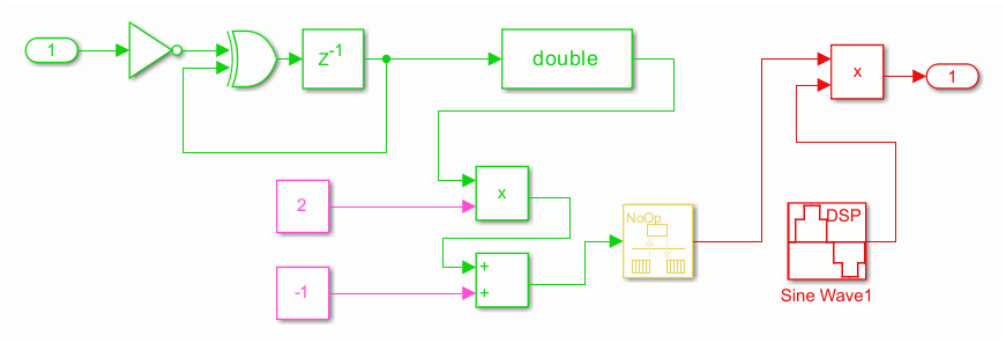 1
Z-1
double
x
1
2
x
NoOp
DSP
+
-1
+
Sine Wave1